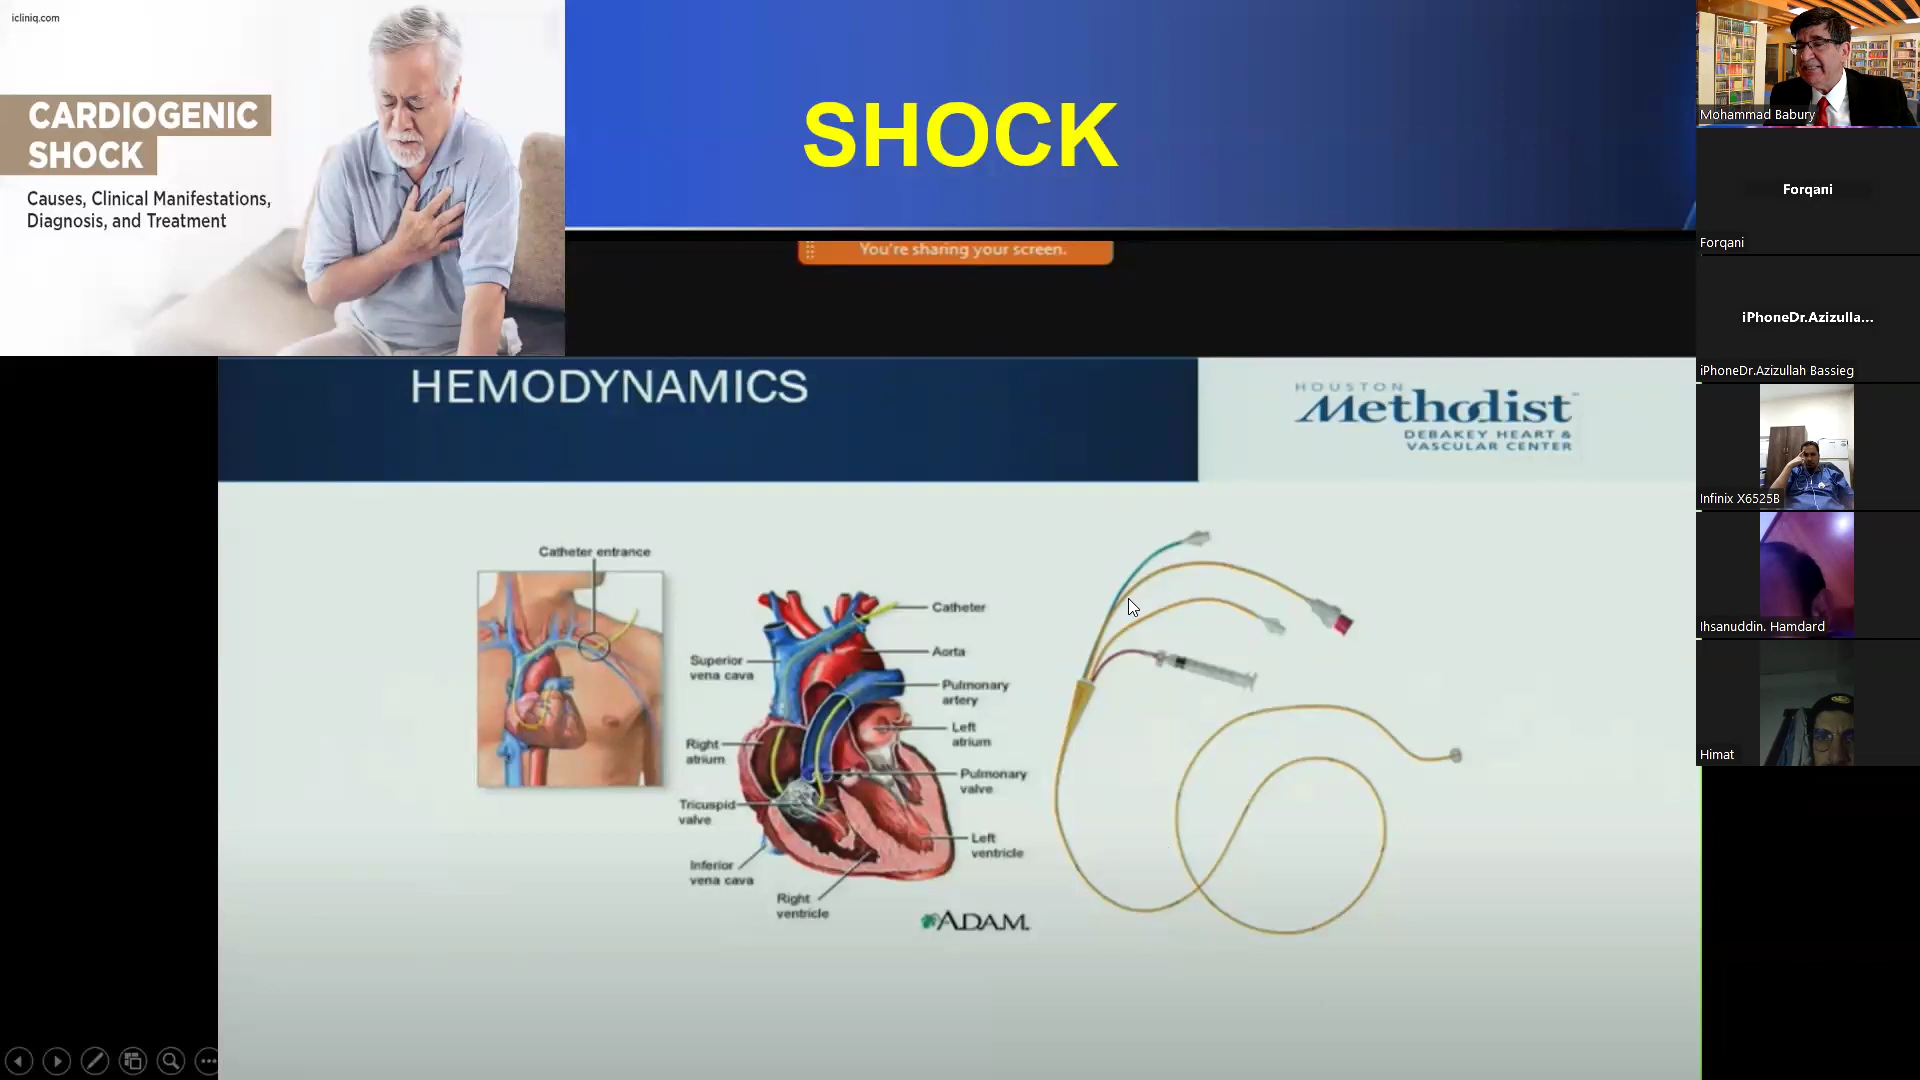 icliniq.com
CARDIOGENIC
SHOCK
Causes, Clinical Manifestations,
Diagnosis, and Treatment
SHOCK
You're sharing your screen.
HEMODYNAMICS
HOUSTON
Methodist
DEBAKEY HEART &
VASCULAR CENTER
Catheter entrance
Catheter
Aorta
Superior
vena cava
Pulmonary
artery
Left
atrium
Right
atrium
Pulmonary
valve
Tricuspid
valve
Left
ventricle
Inferior
vena cava
Right
ventricle
ADAM.
Mohammad Babury
Forqani
Forqani
iPhoneDr.Azizulla...
iPhoneDr.Azizullah Bassieg
Infinix X6525B
Ihsanuddin. Hamdard
Himat